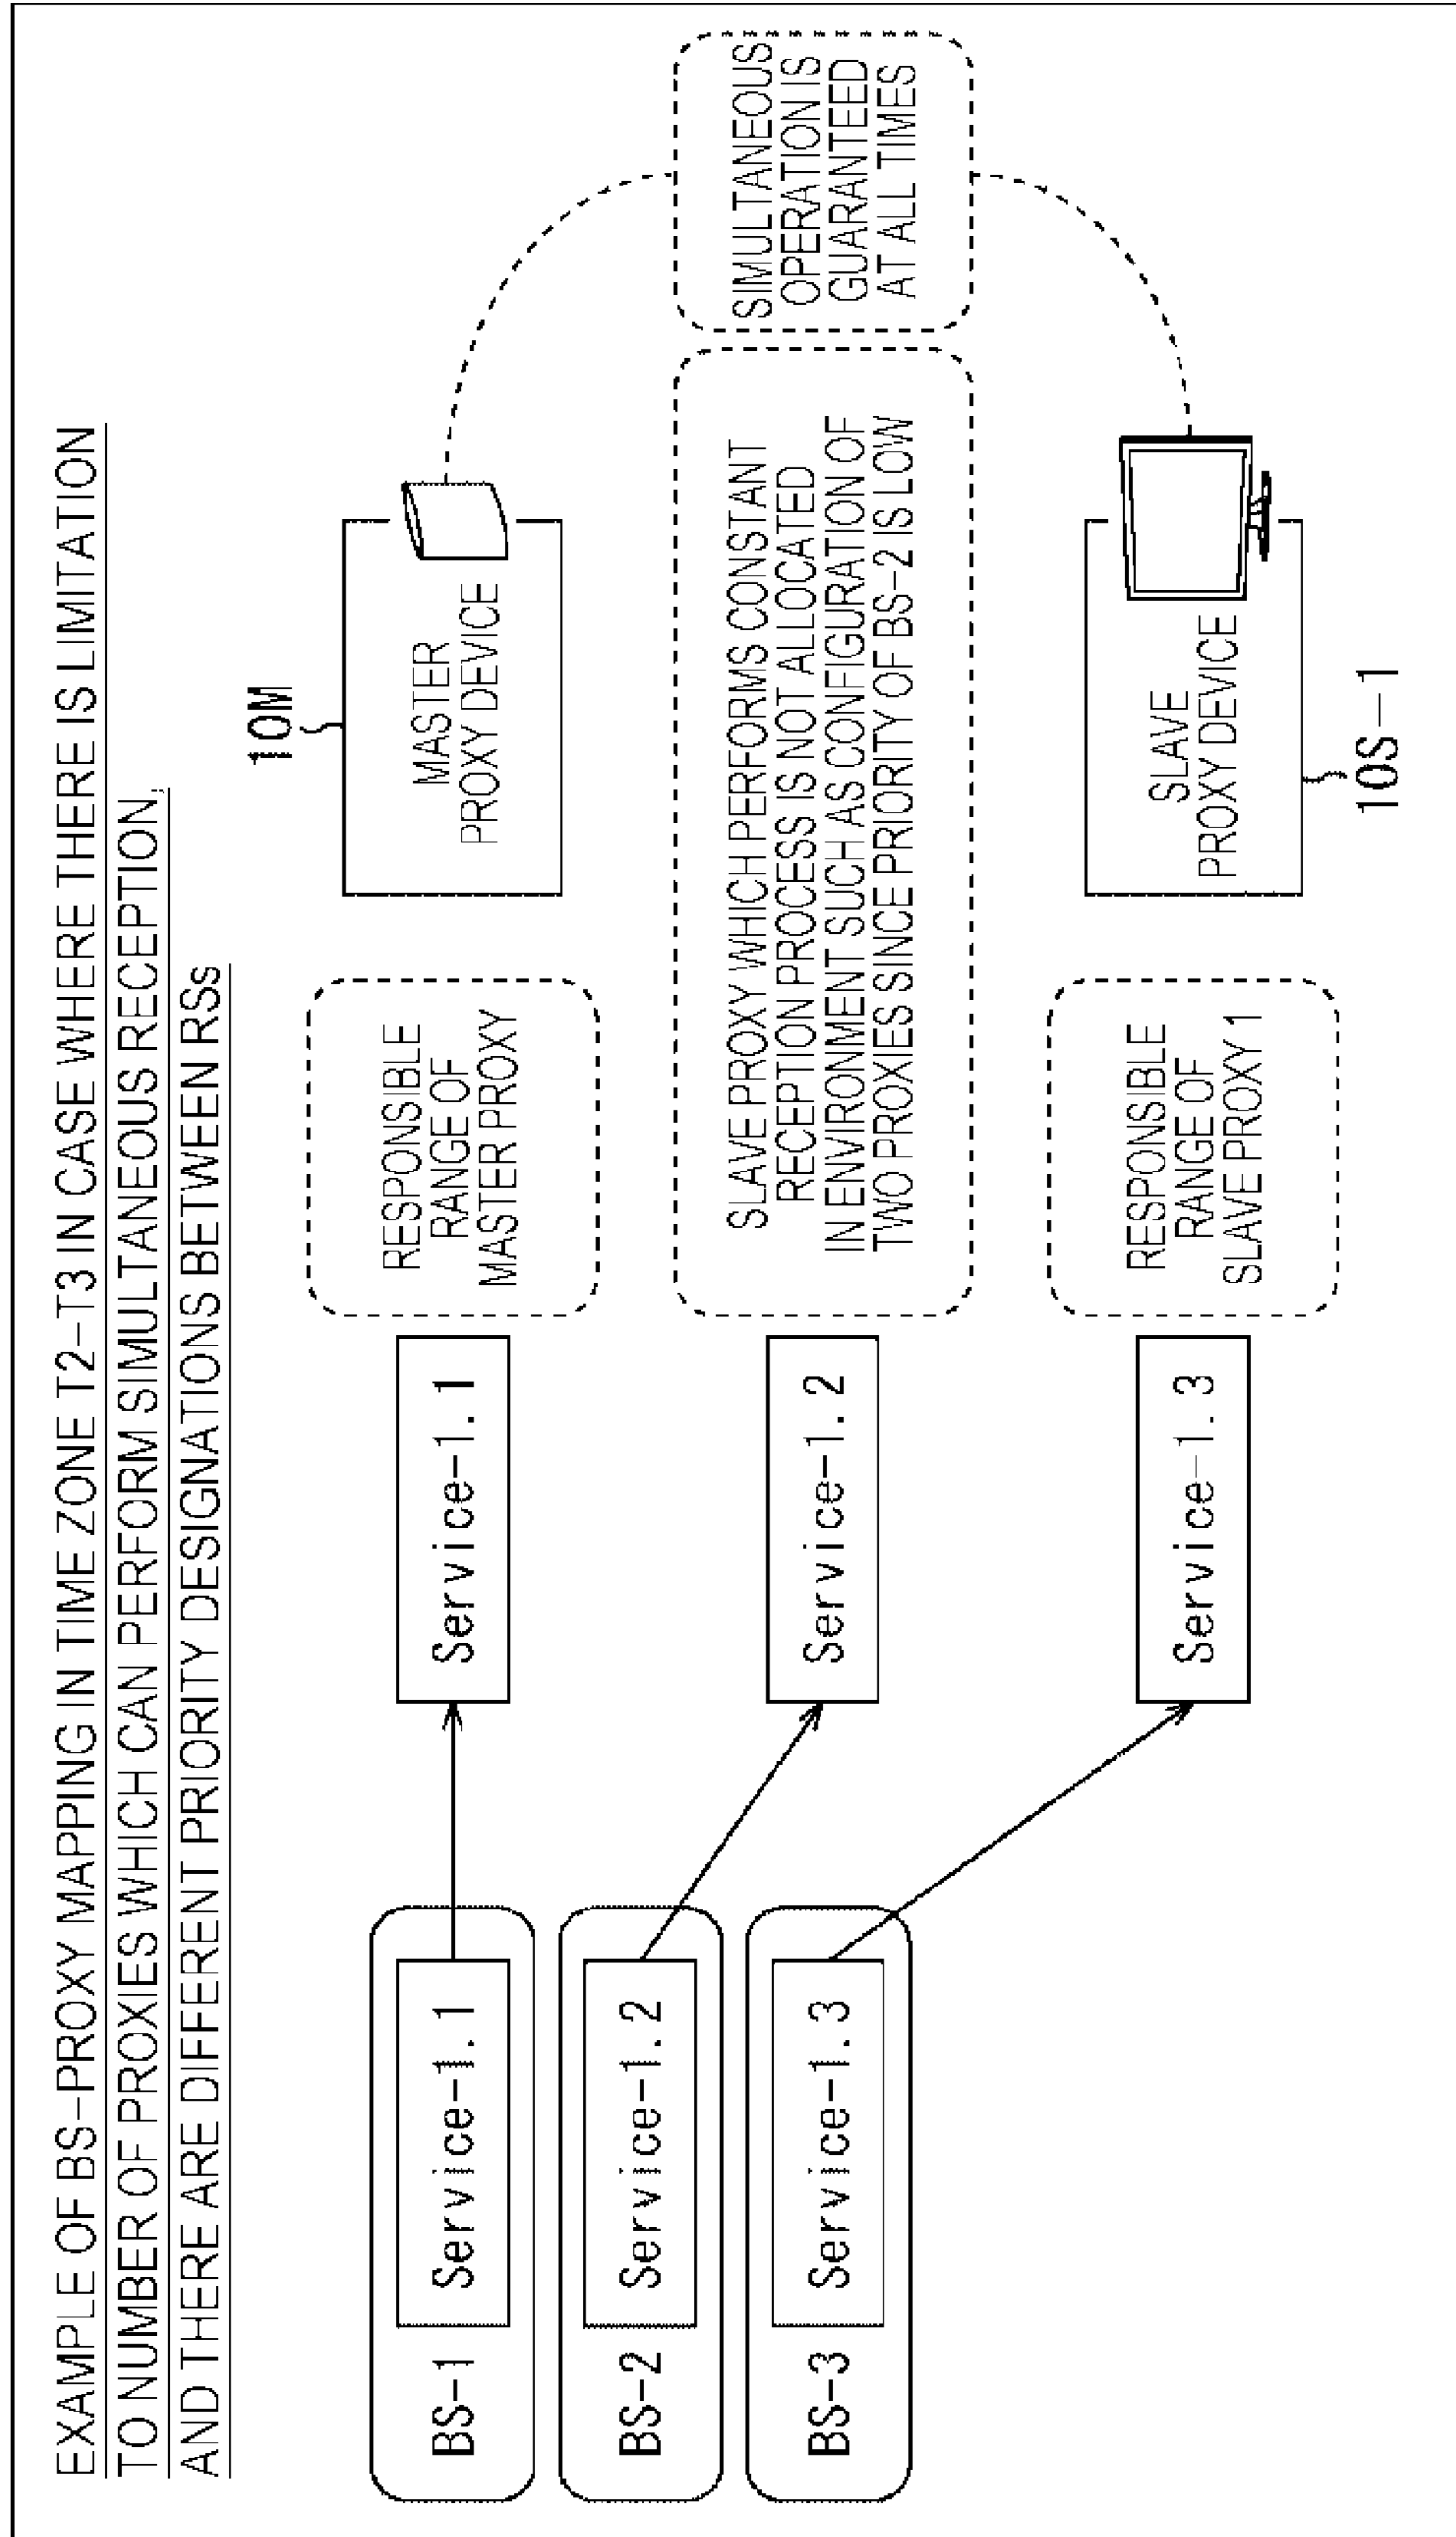 EXAMPLE OF BS-PROXY MAPPING IN TIME ZONE T2-T3 IN CASE WHERE THERE IS LIMITATION
TO NUMBER OF PROXIES WHICH CAN PERFORM SIMULTANEOUS RECEPTION,
AND THERE ARE DIFFERENT PRIORITY DESIGNATIONS BETWEEN RSs
BS-1
Service-1.1
Service-1.1
RESPONSIBLE
RANGE OF
MASTER PROXY
10M
MASTER
PROXY DEVICE
BS-2
Service-1.2
Service-1.2
SLAVE PROXY WHICH PERFORMS CONSTANT
RECEPTION PROCESS IS NOT ALLOCATED
IN ENVIRONMENT SUCH AS CONFIGURATION OF
TWO PROXIES SINCE PRIORITY OF BS-2 IS LOW
SIMULTANEOUS
OPERATION IS
GUARANTEED
AT ALL TIMES
BS-3
Service-1.3
Service-1.3
RESPONSIBLE
RANGE OF
SLAVE PROXY 1
SLAVE
PROXY DEVICE
10S-1